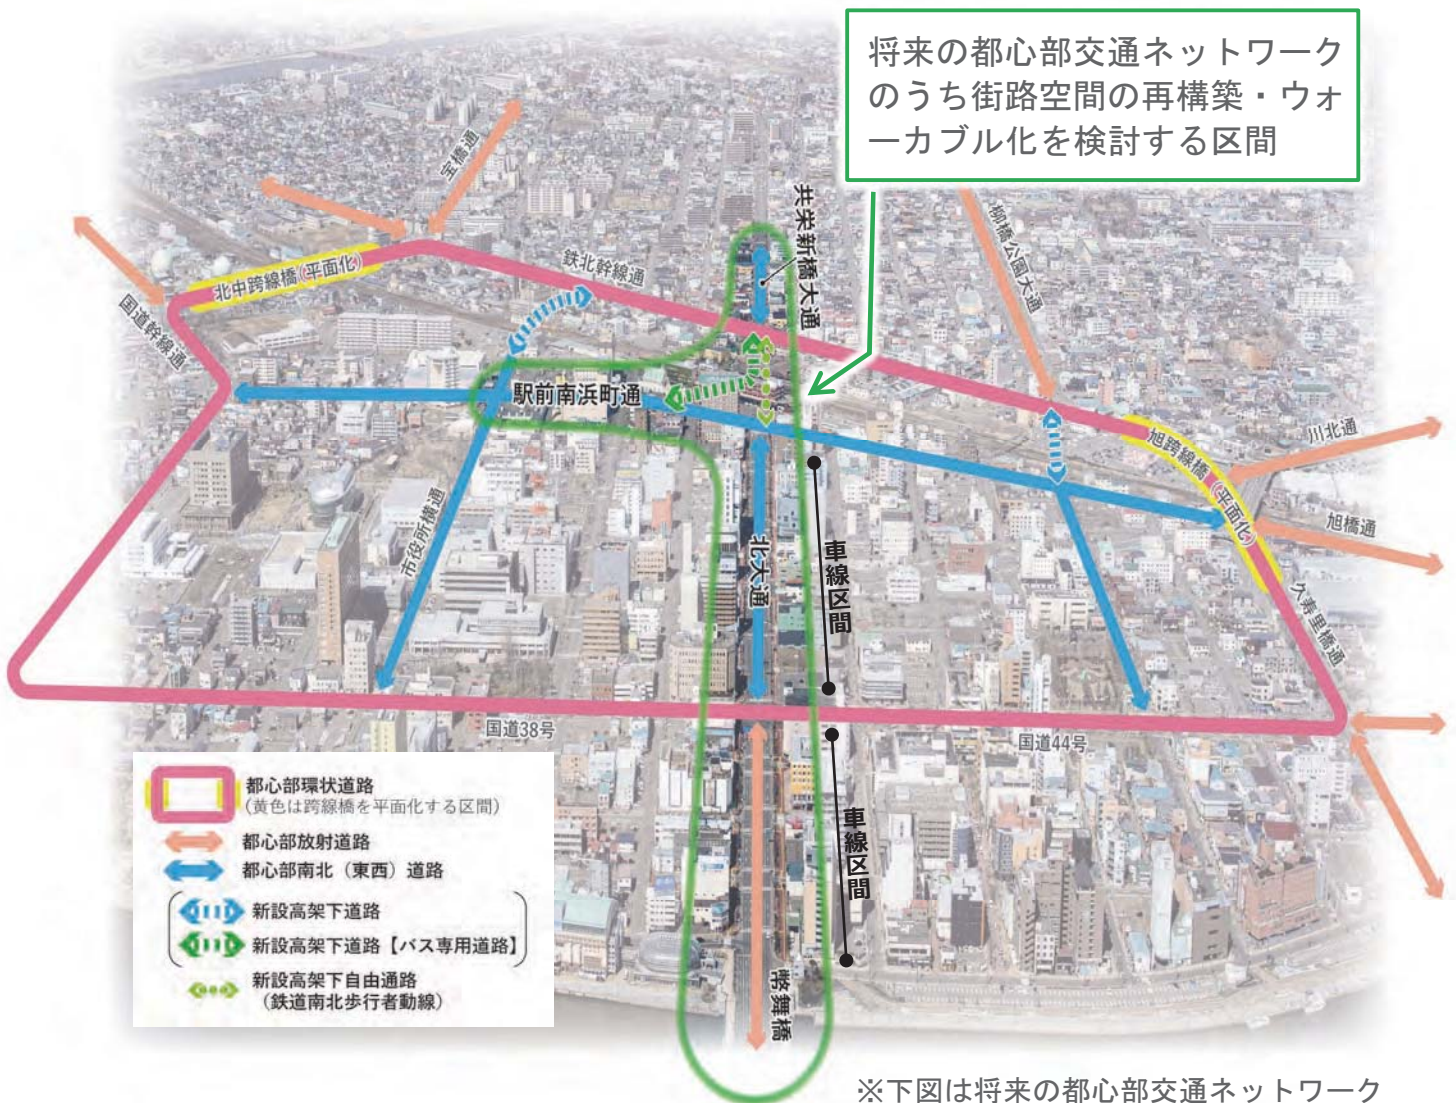 将来の都心部交通ネットワーク
のうち街路空間の再構築・ウォ
ーカブル化を検討する区間
宝橋通
共栄新橋大通
柳橋公園大通
鉄北幹線通
北中跨線橋(平面化)
国道幹線通
駅前南浜町通
旭跨線橋(平面化)
川北通
旭橋通
市役所横通
北大通
車線区間
久寿里橋通
国道38号
国道44号
車線区間
幣舞橋
都心部環状道路
(黄色は跨線橋を平面化する区間)
都心部放射道路
都心部南北(東西)道路
新設高架下道路
新設高架下道路【バス専用道路】
新設高架下自由通路
(鉄道南北歩行者動線)
※下図は将来の都心部交通ネットワーク